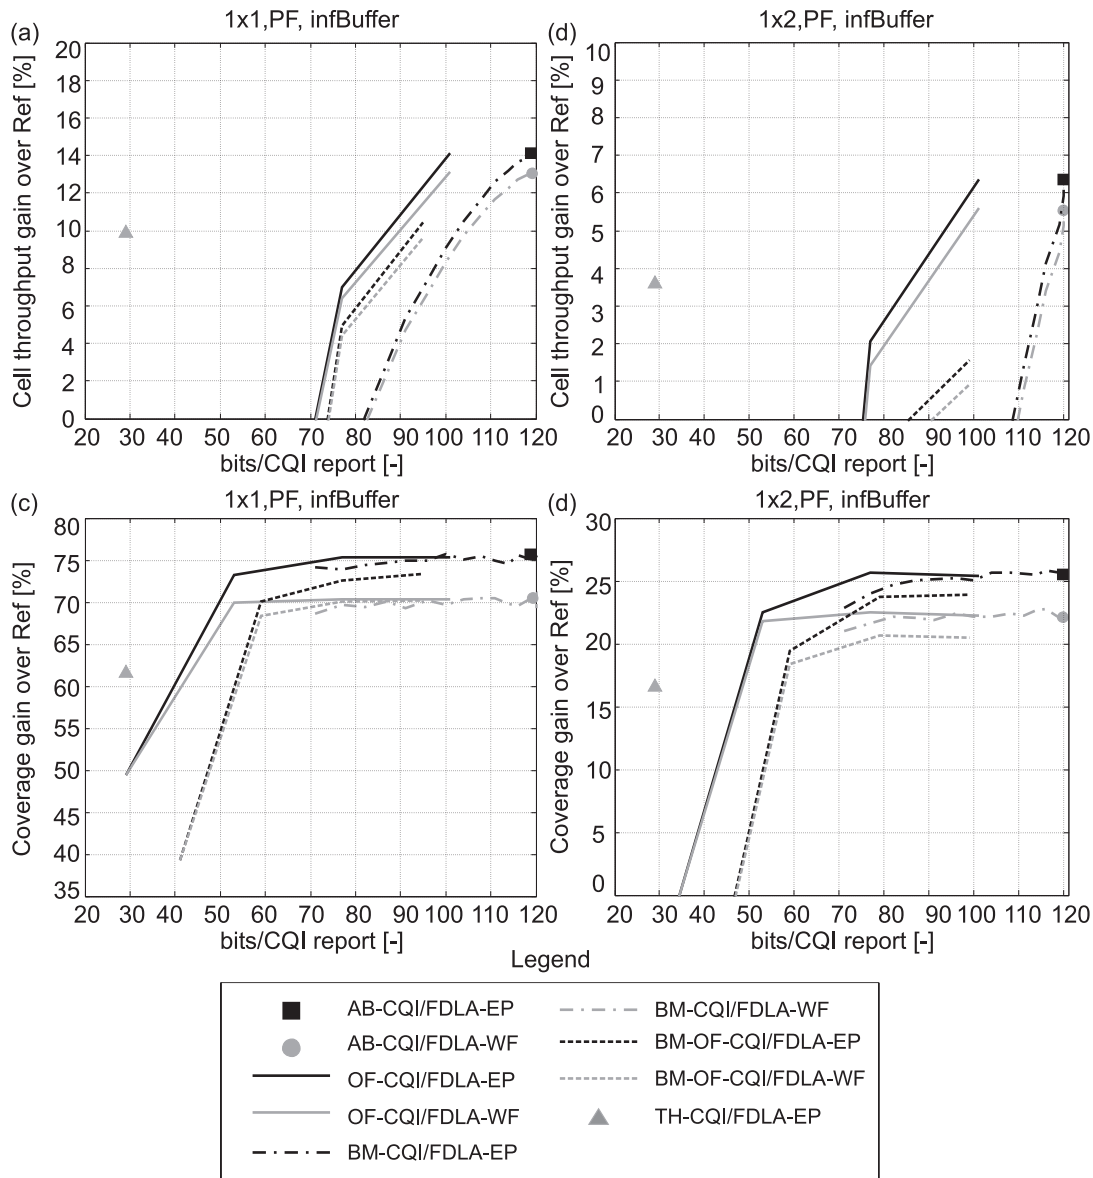 (a)
1x1,PF, infBuffer
Cell throughput gain over Ref [%]
20
18
16
14
12
10
8
6
4
2
0
20 30 40 50 60 70 80 90 100 110 120
bits/CQI report [-]
(d)
1x2,PF, infBuffer
Cell throughput gain over Ref [%]
10
9
8
7
6
5
4
3
2
1
0
20 30 40 50 60 70 80 90 100 110 120
bits/CQI report [-]
(c)
1x1,PF, infBuffer
Coverage gain over Ref [%]
80
75
70
65
60
55
50
45
40
35
20 30 40 50 60 70 80 90 100 110 120
bits/CQI report [-]
(d)
1x2,PF, infBuffer
Coverage gain over Ref [%]
30
25
20
15
10
5
0
20 30 40 50 60 70 80 90 100 110 120
bits/CQI report [-]
Legend
AB-CQI/FDLA-EP
AB-CQI/FDLA-WF
OF-CQI/FDLA-EP
OF-CQI/FDLA-WF
BM-CQI/FDLA-EP
BM-CQI/FDLA-WF
BM-OF-CQI/FDLA-EP
BM-OF-CQI/FDLA-WF
TH-CQI/FDLA-EP